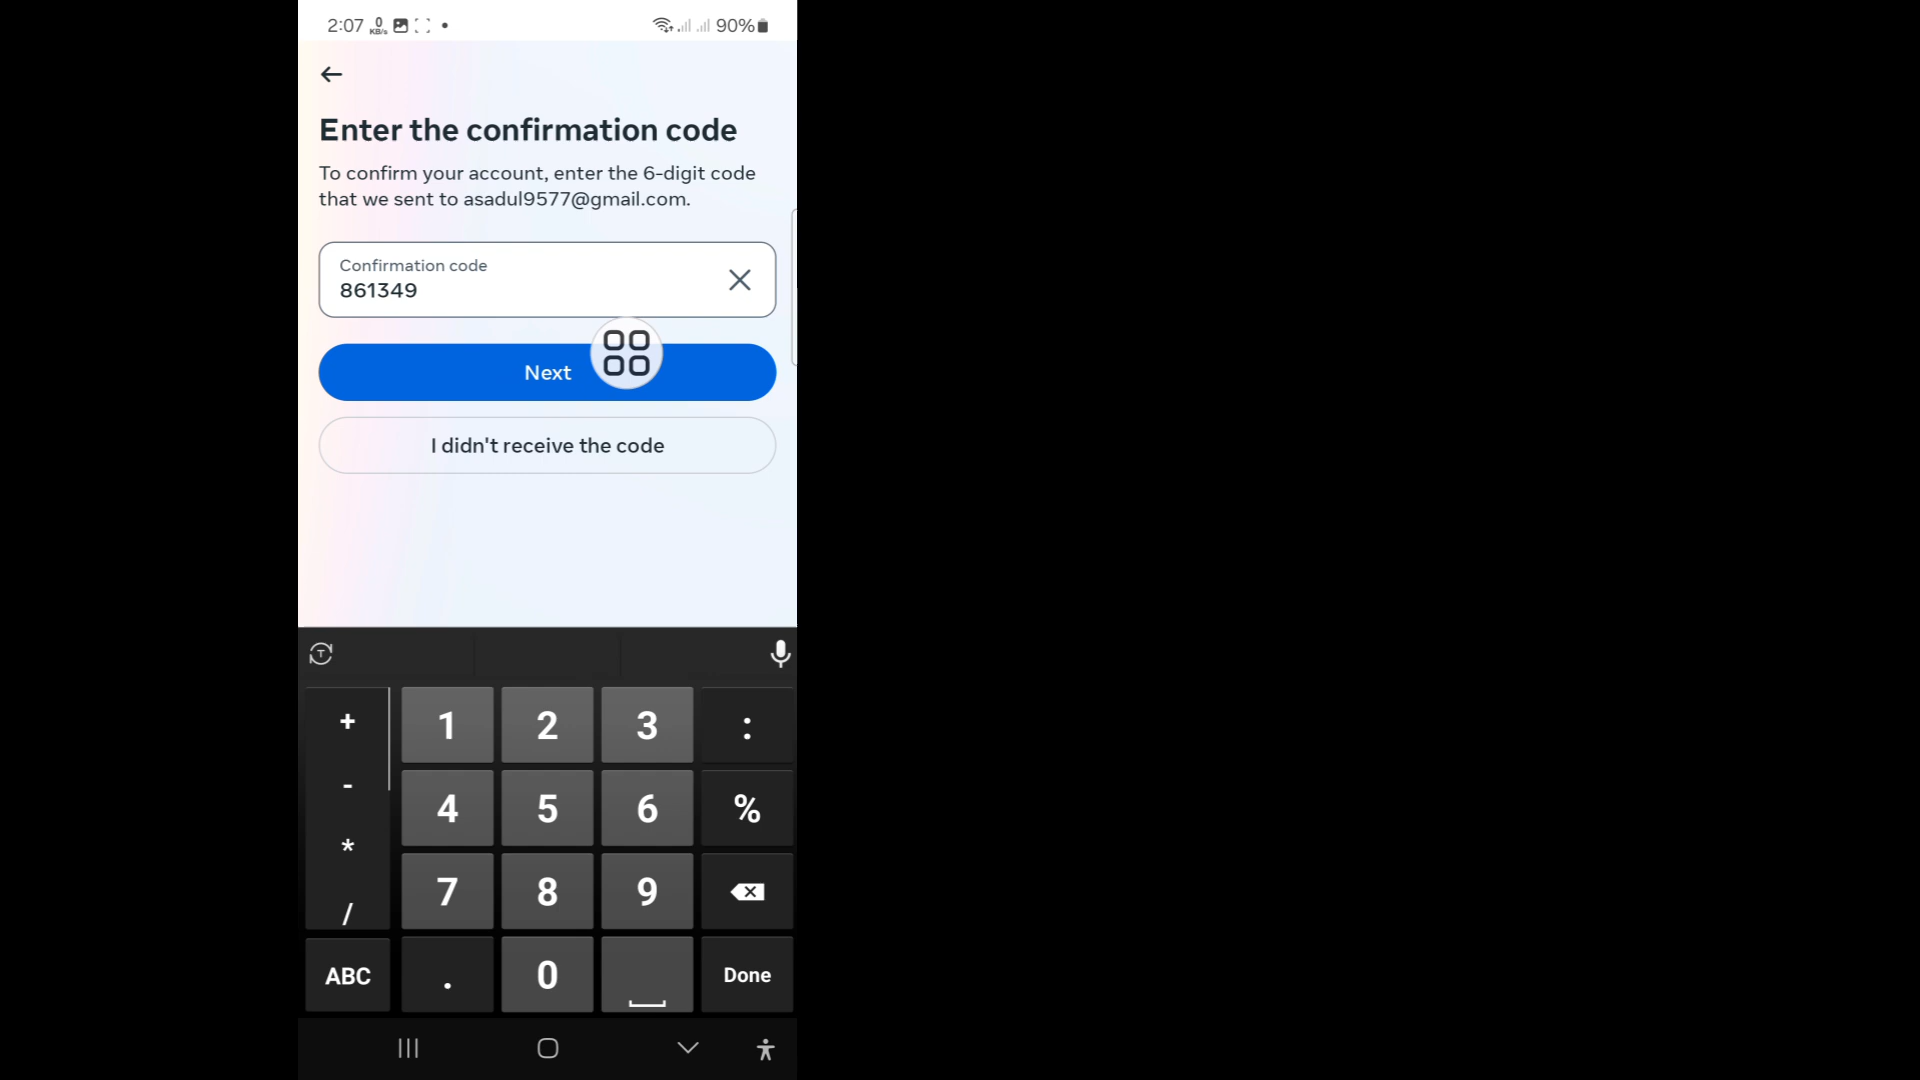 2:07 0 KB/s 90%
Enter the confirmation code
To confirm your account, enter the 6-digit code
that we sent to asadul9577@gmail.com.
Confirmation code
861349
Next
I didn't receive the code
T
+ 1 2 3 :
- 4 5 6 %
* 7 8 9
/
ABC . 0 Done